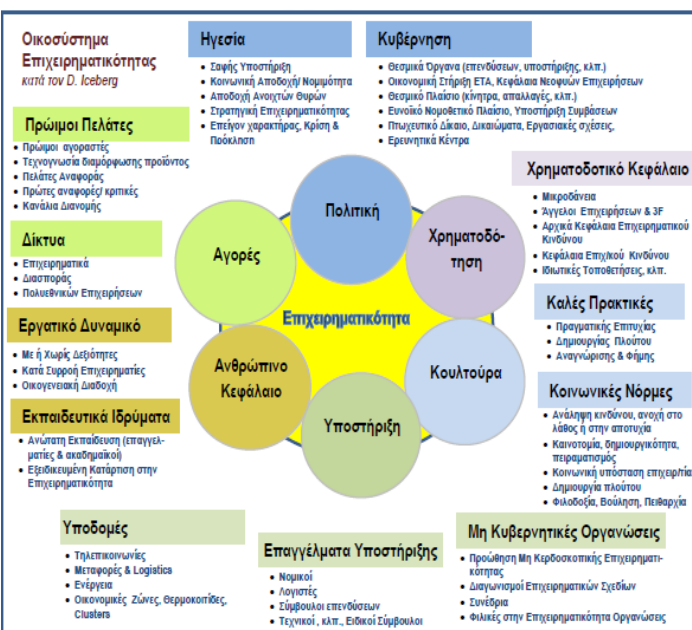 Οικοσύστημα
Επιχειρηματικότητας
κατά τον D. Iceberg
Ηγεσία
• Σαφής Υποστήριξη
• Κοινωνική Αποδοχή/ Νομιμότητα
• Αποδοχή Ανοιχτών Θυρών
• Στρατηγική Επιχειρηματικότητας
• Επείγον χαρακτήρας, Κρίση &
Πρόκληση
Κυβέρνηση
• Θεσμικά Όργανα (επενδύσεων, υποστήριξης, κλπ.)
• Οικονομική Στήριξη ΕΤΑ, Κεφάλαια Νεοφυών Επιχειρήσεων
• Θεσμικό Πλαίσιο (κίνητρα, απαλλαγές, κλπ.)
• Ευνοϊκό Νομοθετικό Πλαίσιο, Υποστήριξη Συμβάσεων
• Πτωχευτικό Δίκαιο, Δικαιώματα, Εργασιακές σχέσεις,
• Ερευνητικά Κέντρα
Πρώιμοι Πελάτες
• Πρώιμοι αγοραστές
• Τεχνογνωσία διαμόρφωσης προϊόντος
• Πελάτες Αναφοράς
• Πρώτες αναφορές/ κριτικές
• Κανάλια Διανομής
Δίκτυα
• Επιχειρηματικά
• Διασποράς
• Πολυεθνικών Επιχειρήσεων
Εργατικό Δυναμικό
• Με ή Χωρίς Δεξιότητες
• Κατά Συρροή Επιχειρηματίες
• Οικογενειακή Διαδοχή
Εκπαιδευτικά Ιδρύματα
• Ανώτατη Εκπαίδευση (επαγγελ-
ματίες & ακαδημαϊκοί)
• Εξειδικευμένη Κατάρτιση στην
Επιχειρηματικότητα
Πολιτική
Αγορές
Χρηματοδό-
τηση
Επιχειρηματικότητα
Ανθρώπινο
Κεφάλαιο
Κουλτούρα
Υποστήριξη
Χρηματοδοτικό Κεφάλαιο
• Μικροδάνεια
• Άγγελοι Επιχειρήσεων & 3F
• Αρχικά Κεφάλαια Επιχειρηματικού
Κινδύνου
• Κεφάλαια Επιχ/κού Κινδύνου
• Ιδιωτικές Τοποθετήσεις, κλπ.
Καλές Πρακτικές
• Πραγματικής Επιτυχίας
• Δημιουργίας Πλούτου
• Αναγνώρισης & Φήμης
Κοινωνικές Νόρμες
• Ανάληψη κινδύνου, ανοχή στο
λάθος ή στην αποτυχία
• Καινοτομία, δημιουργικότητα,
πειραματισμός
• Κοινωνική υπόσταση επιχειρ/τία
• Δημιουργία πλούτου
• Φιλοδοξία, Βούληση, Πειθαρχία
Υποδομές
• Τηλεπικοινωνίες
• Μεταφορές & Logistics
• Ενέργεια
• Οικονομικές Ζώνες, Θερμοκοιτίδες,
Clusters
Επαγγέλματα Υποστήριξης
• Νομικοί
• Λογιστές
• Σύμβουλοι επενδύσεων
• Τεχνικοί , κλπ., Ειδικοί Σύμβουλοι
Μη Κυβερνητικές Οργανώσεις
• Προώθηση Μη Κερδοσκοπικής Επιχειρηματι-
κότητας
• Διαγωνισμοί Επιχειρηματικών Σχεδίων
• Συνέδρια
• Φιλικές στην Επιχειρηματικότητα Οργανώσεις